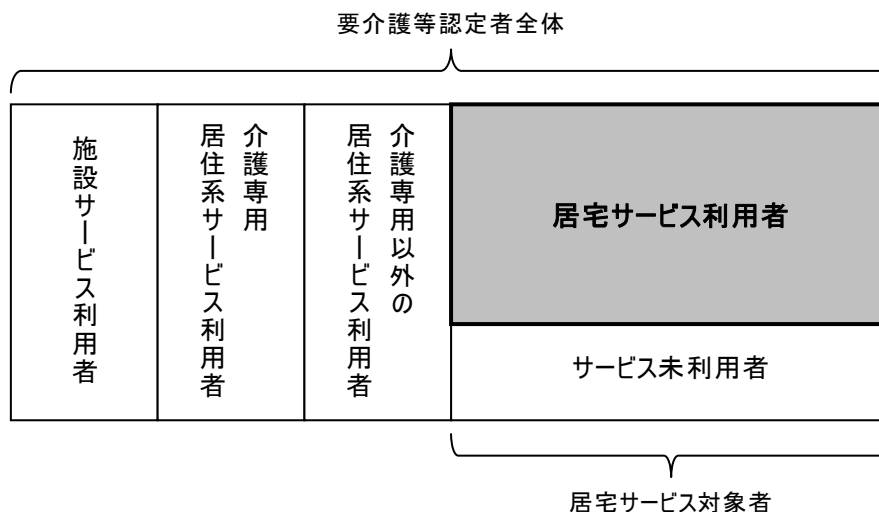 要介護等認定者全体
施設サービス利用者
介護専用
居住系サービス利用者
介護専用以外の
居住系サービス利用者
居宅サービス利用者
サービス未利用者
居宅サービス対象者